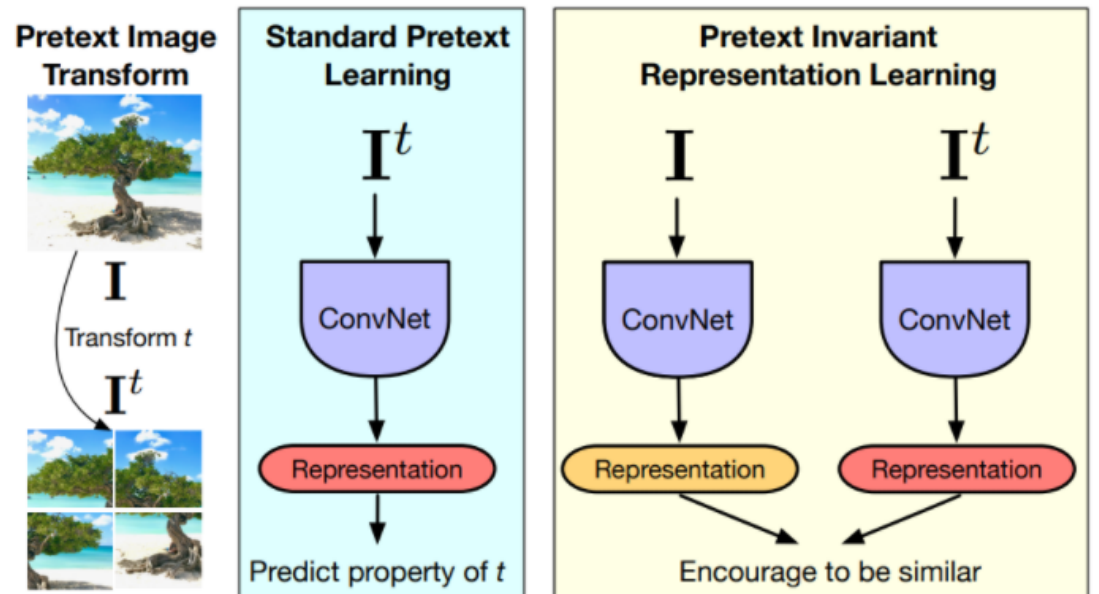 Pretext Image
Transform
I
Transform t
I^t
Standard Pretext
Learning
I^t
ConvNet
Representation
Predict property of t
Pretext Invariant
Representation Learning
I I^t
ConvNet ConvNet
Representation Representation
Encourage to be similar